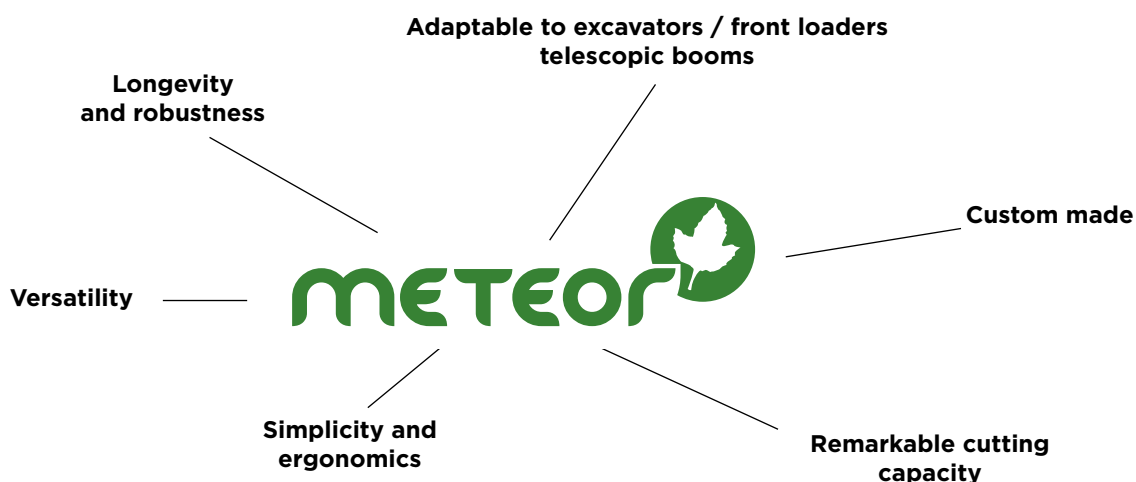 Adaptable to excavators / front loaders
telescopic booms
Longevity
and robustness
Custom made
METEOR
Versatility
Simplicity and
ergonomics
Remarkable cutting
capacity